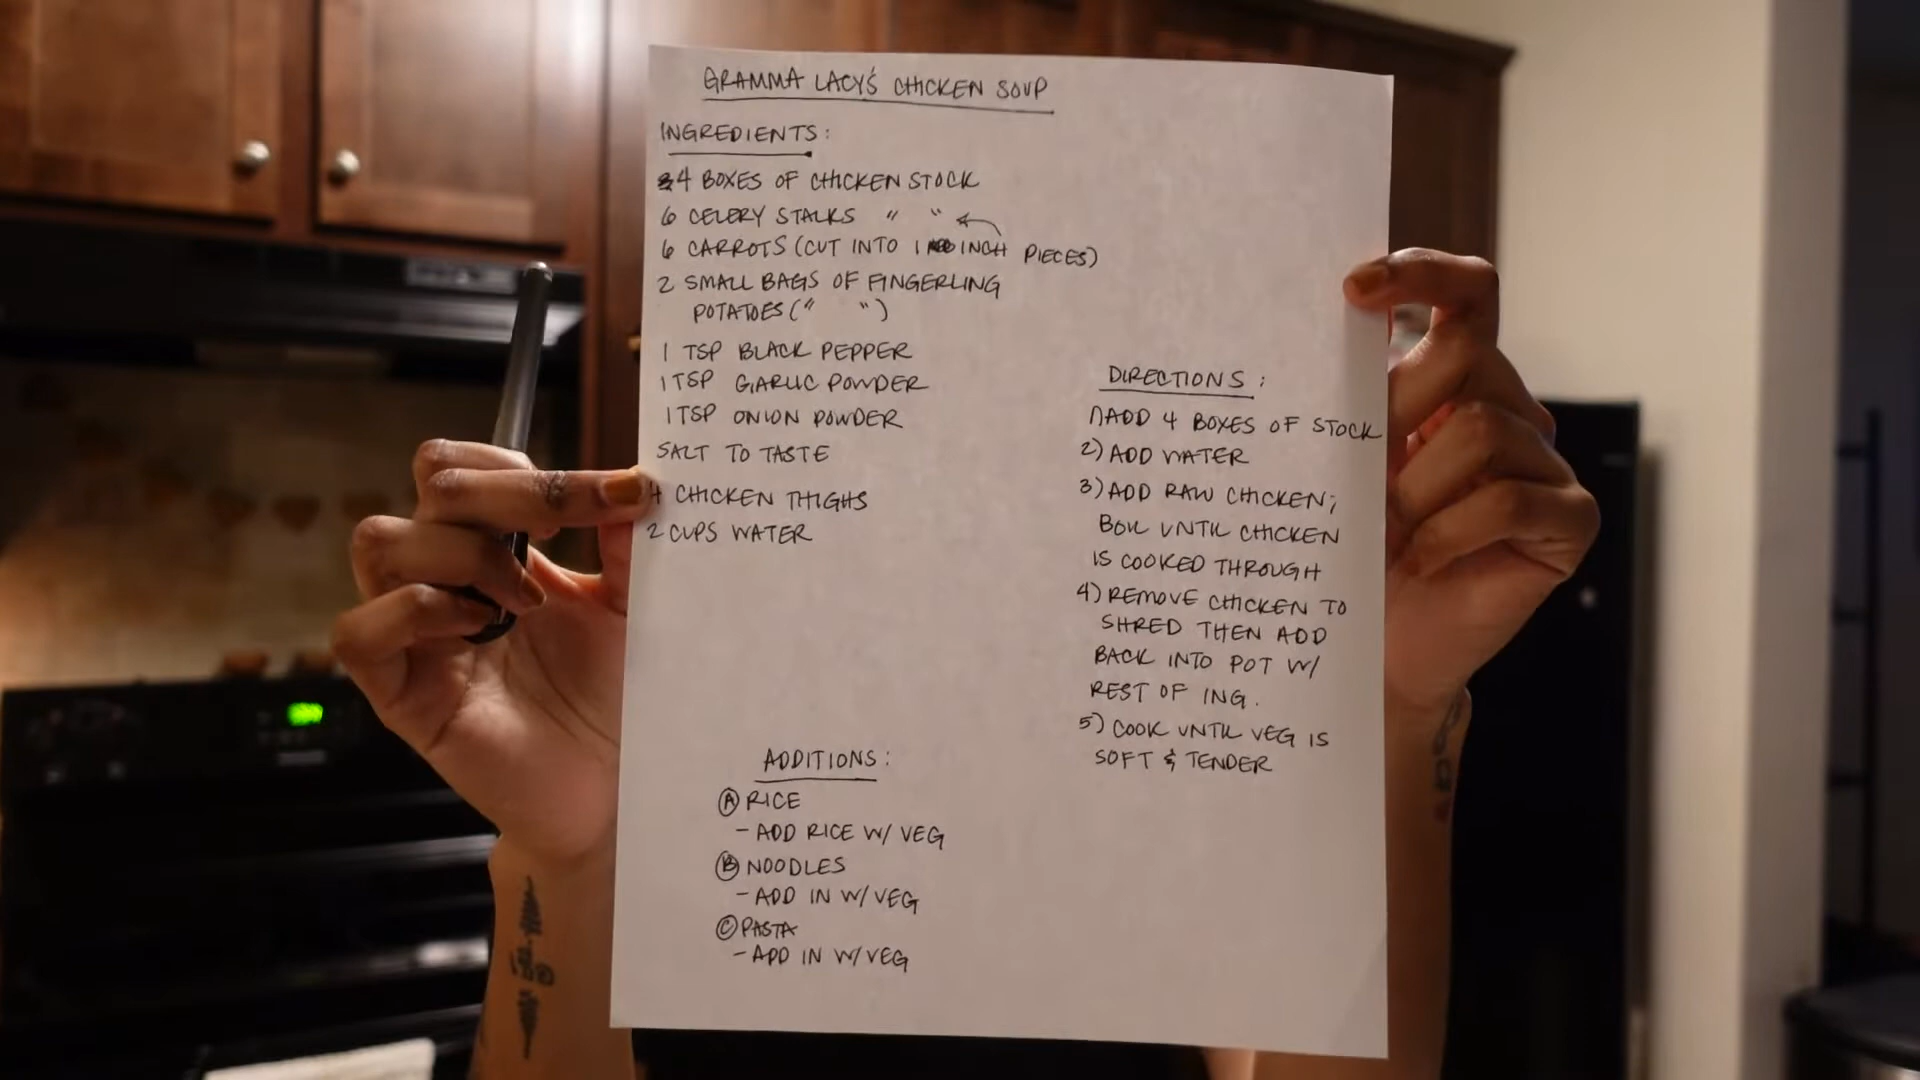 GRAMMA LACY'S CHICKEN SOUP
INGREDIENTS:
4 BOXES OF CHICKEN STOCK
6 CELERY STALKS " "
6 CARROTS (CUT INTO 1 INCH PIECES)
2 SMALL BAGS OF FINGERLING
POTATOES (" ")
1 TSP BLACK PEPPER
1 TSP GARLIC POWDER
1 TSP ONION POWDER
SALT TO TASTE
4 CHICKEN THIGHS
2 CUPS WATER
DIRECTIONS:
1) ADD 4 BOXES OF STOCK
2) ADD WATER
3) ADD RAW CHICKEN;
BOIL UNTIL CHICKEN
IS COOKED THROUGH
4) REMOVE CHICKEN TO
SHRED THEN ADD
BACK INTO POT W/
REST OF ING.
5) COOK UNTIL VEG IS
SOFT & TENDER
ADDITIONS:
Ⓐ RICE
- ADD RICE W/ VEG
Ⓑ NOODLES
- ADD IN W/ VEG
Ⓒ PASTA
- ADD IN W/ VEG